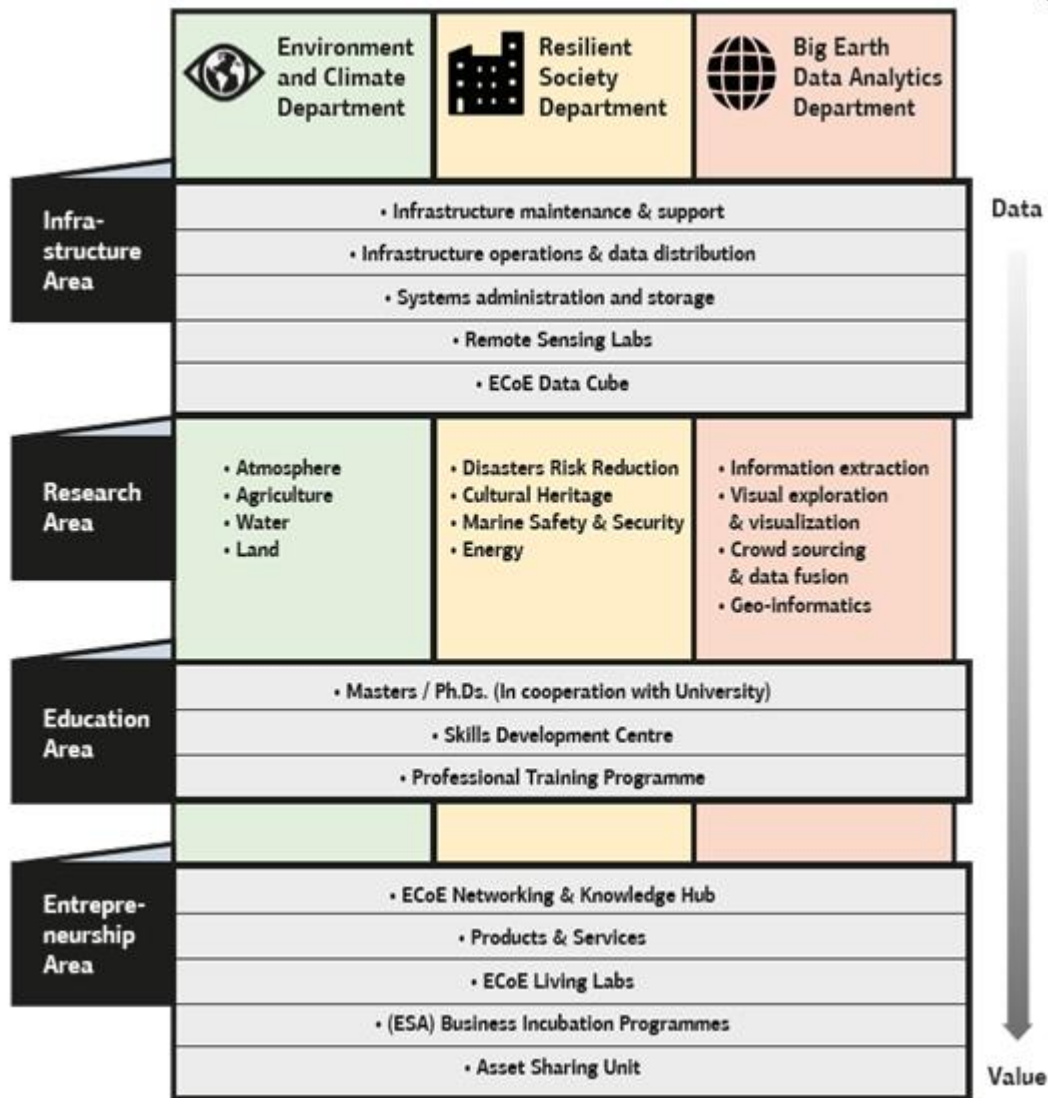 Environment
and Climate
Department
Resilient
Society
Department
Big Earth
Data Analytics
Department
Infra-
structure
Area
• Infrastructure maintenance & support
• Infrastructure operations & data distribution
• Systems administration and storage
• Remote Sensing Labs
• ECoE Data Cube
Data
Research
Area
• Atmosphere
• Agriculture
• Water
• Land
• Disasters Risk Reduction
• Cultural Heritage
• Marine Safety & Security
• Energy
• Information extraction
• Visual exploration
& visualization
• Crowd sourcing
& data fusion
• Geo-informatics
Education
Area
• Masters / Ph.Ds. (In cooperation with University)
• Skills Development Centre
• Professional Training Programme
Entrepre-
neurship
Area
• ECoE Networking & Knowledge Hub
• Products & Services
• ECoE Living Labs
• (ESA) Business Incubation Programmes
• Asset Sharing Unit
Value